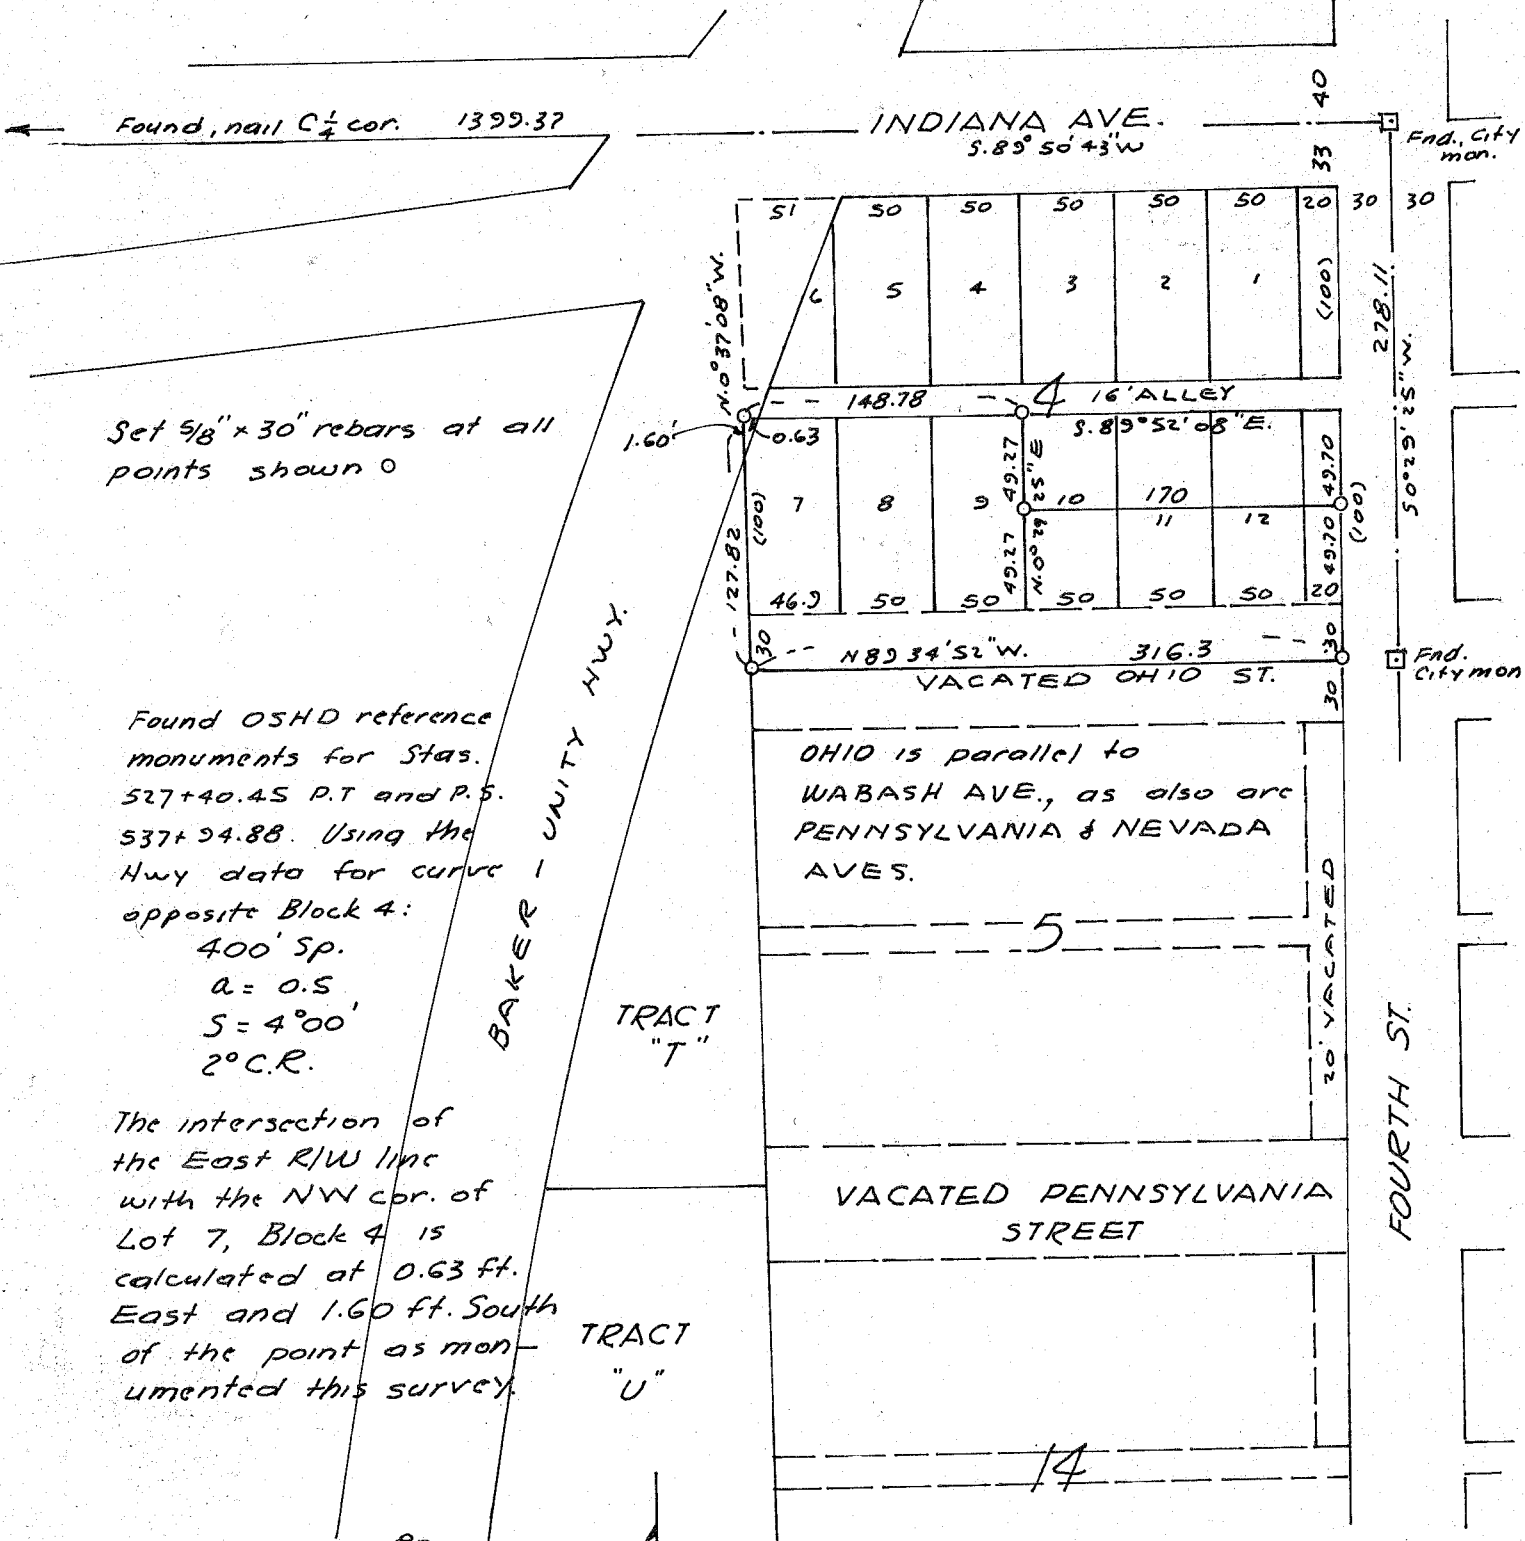 Found, nail C 1/4 cor. 1399.37
INDIANA AVE.
S.89° 50' 43"W
40
33
Fnd., City
mon.
51 50 50 50 50 50 20 30 30
N.0°37'08"W.
6 5 4 3 2 1
(100)
278.11
S0°29'25"W.
148.78
4
16' ALLEY
S.89°52'08"E.
Set 5/8" x 30" rebars at all
points shown O
1.60'
0.63
(100)
127.82
7 8 9 10 170
11 12
49.27
49.27
N.0°29'25"E
49.70
49.70
(100)
46.9 50 50 50 50 50 20
30
N89 34'52"W. 316.3
30
VACATED OHIO ST.
30
Fnd.
City mon
BAKER-UNITY HWY.
Found OSHD reference
monuments for Stas.
527+40.45 P.T and P.S.
537+94.88. Using the
Hwy data for curve
opposite Block 4:
400' Sp.
a = 0.5
S = 4°00'
2° C.R.
The intersection of
the East R/W line
with the NW cor. of
Lot 7, Block 4 is
calculated at 0.63 ft.
East and 1.60 ft. South
of the point as mon-
umented this survey.
OHIO is parallel to
WABASH AVE., as also are
PENNSYLVANIA & NEVADA
AVES.
5
20' VACATED
TRACT
"T"
FOURTH ST.
VACATED PENNSYLVANIA
STREET
TRACT
"U"
14